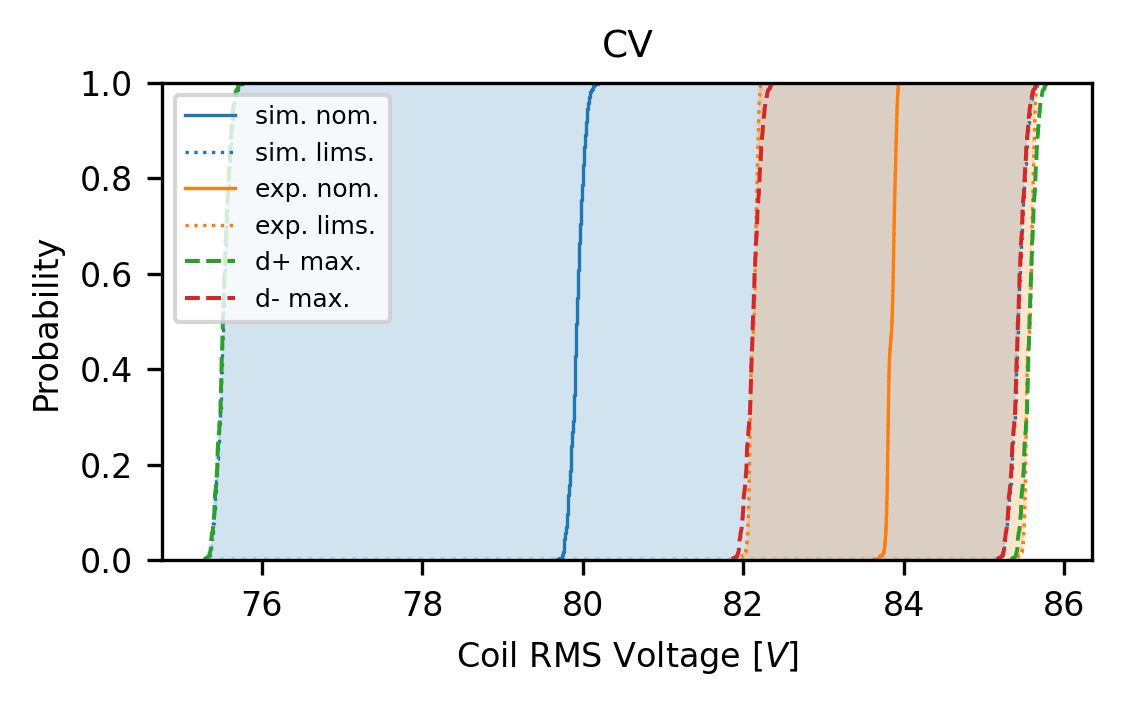 CV
1.0
0.8
0.6
0.4
0.2
0.0
Probability
sim. nom.
sim. lims.
exp. nom.
exp. lims.
d+ max.
d- max.
76 78 80 82 84 86
Coil RMS Voltage [V]